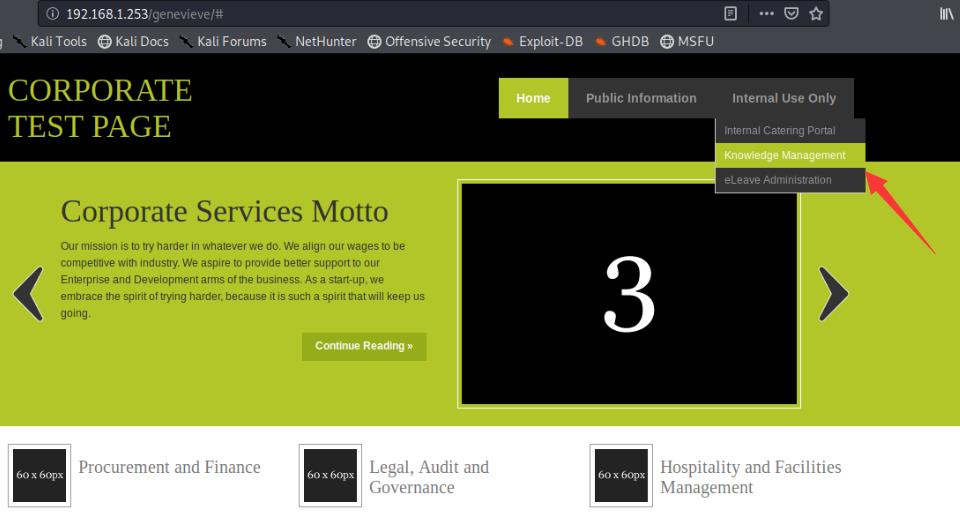 192.168.1.253/genevieve/#
Kali Tools Kali Docs Kali Forums NetHunter Offensive Security Exploit-DB GHDB MSFU
CORPORATE
TEST PAGE
Home Public Information Internal Use Only
Internal Catering Portal
Knowledge Management
eLeave Administration
Corporate Services Motto
Our mission is to try harder in whatever we do. We align our wages to be
competitive with industry. We aspire to provide better support to our
Enterprise and Development arms of the business. As a start-up, we
embrace the spirit of trying harder, because it is such a spirit that will keep us
going.
Continue Reading »
3
60 x 60px
Procurement and Finance
60 x 60px
Legal, Audit and
Governance
60 x 60px
Hospitality and Facilities
Management